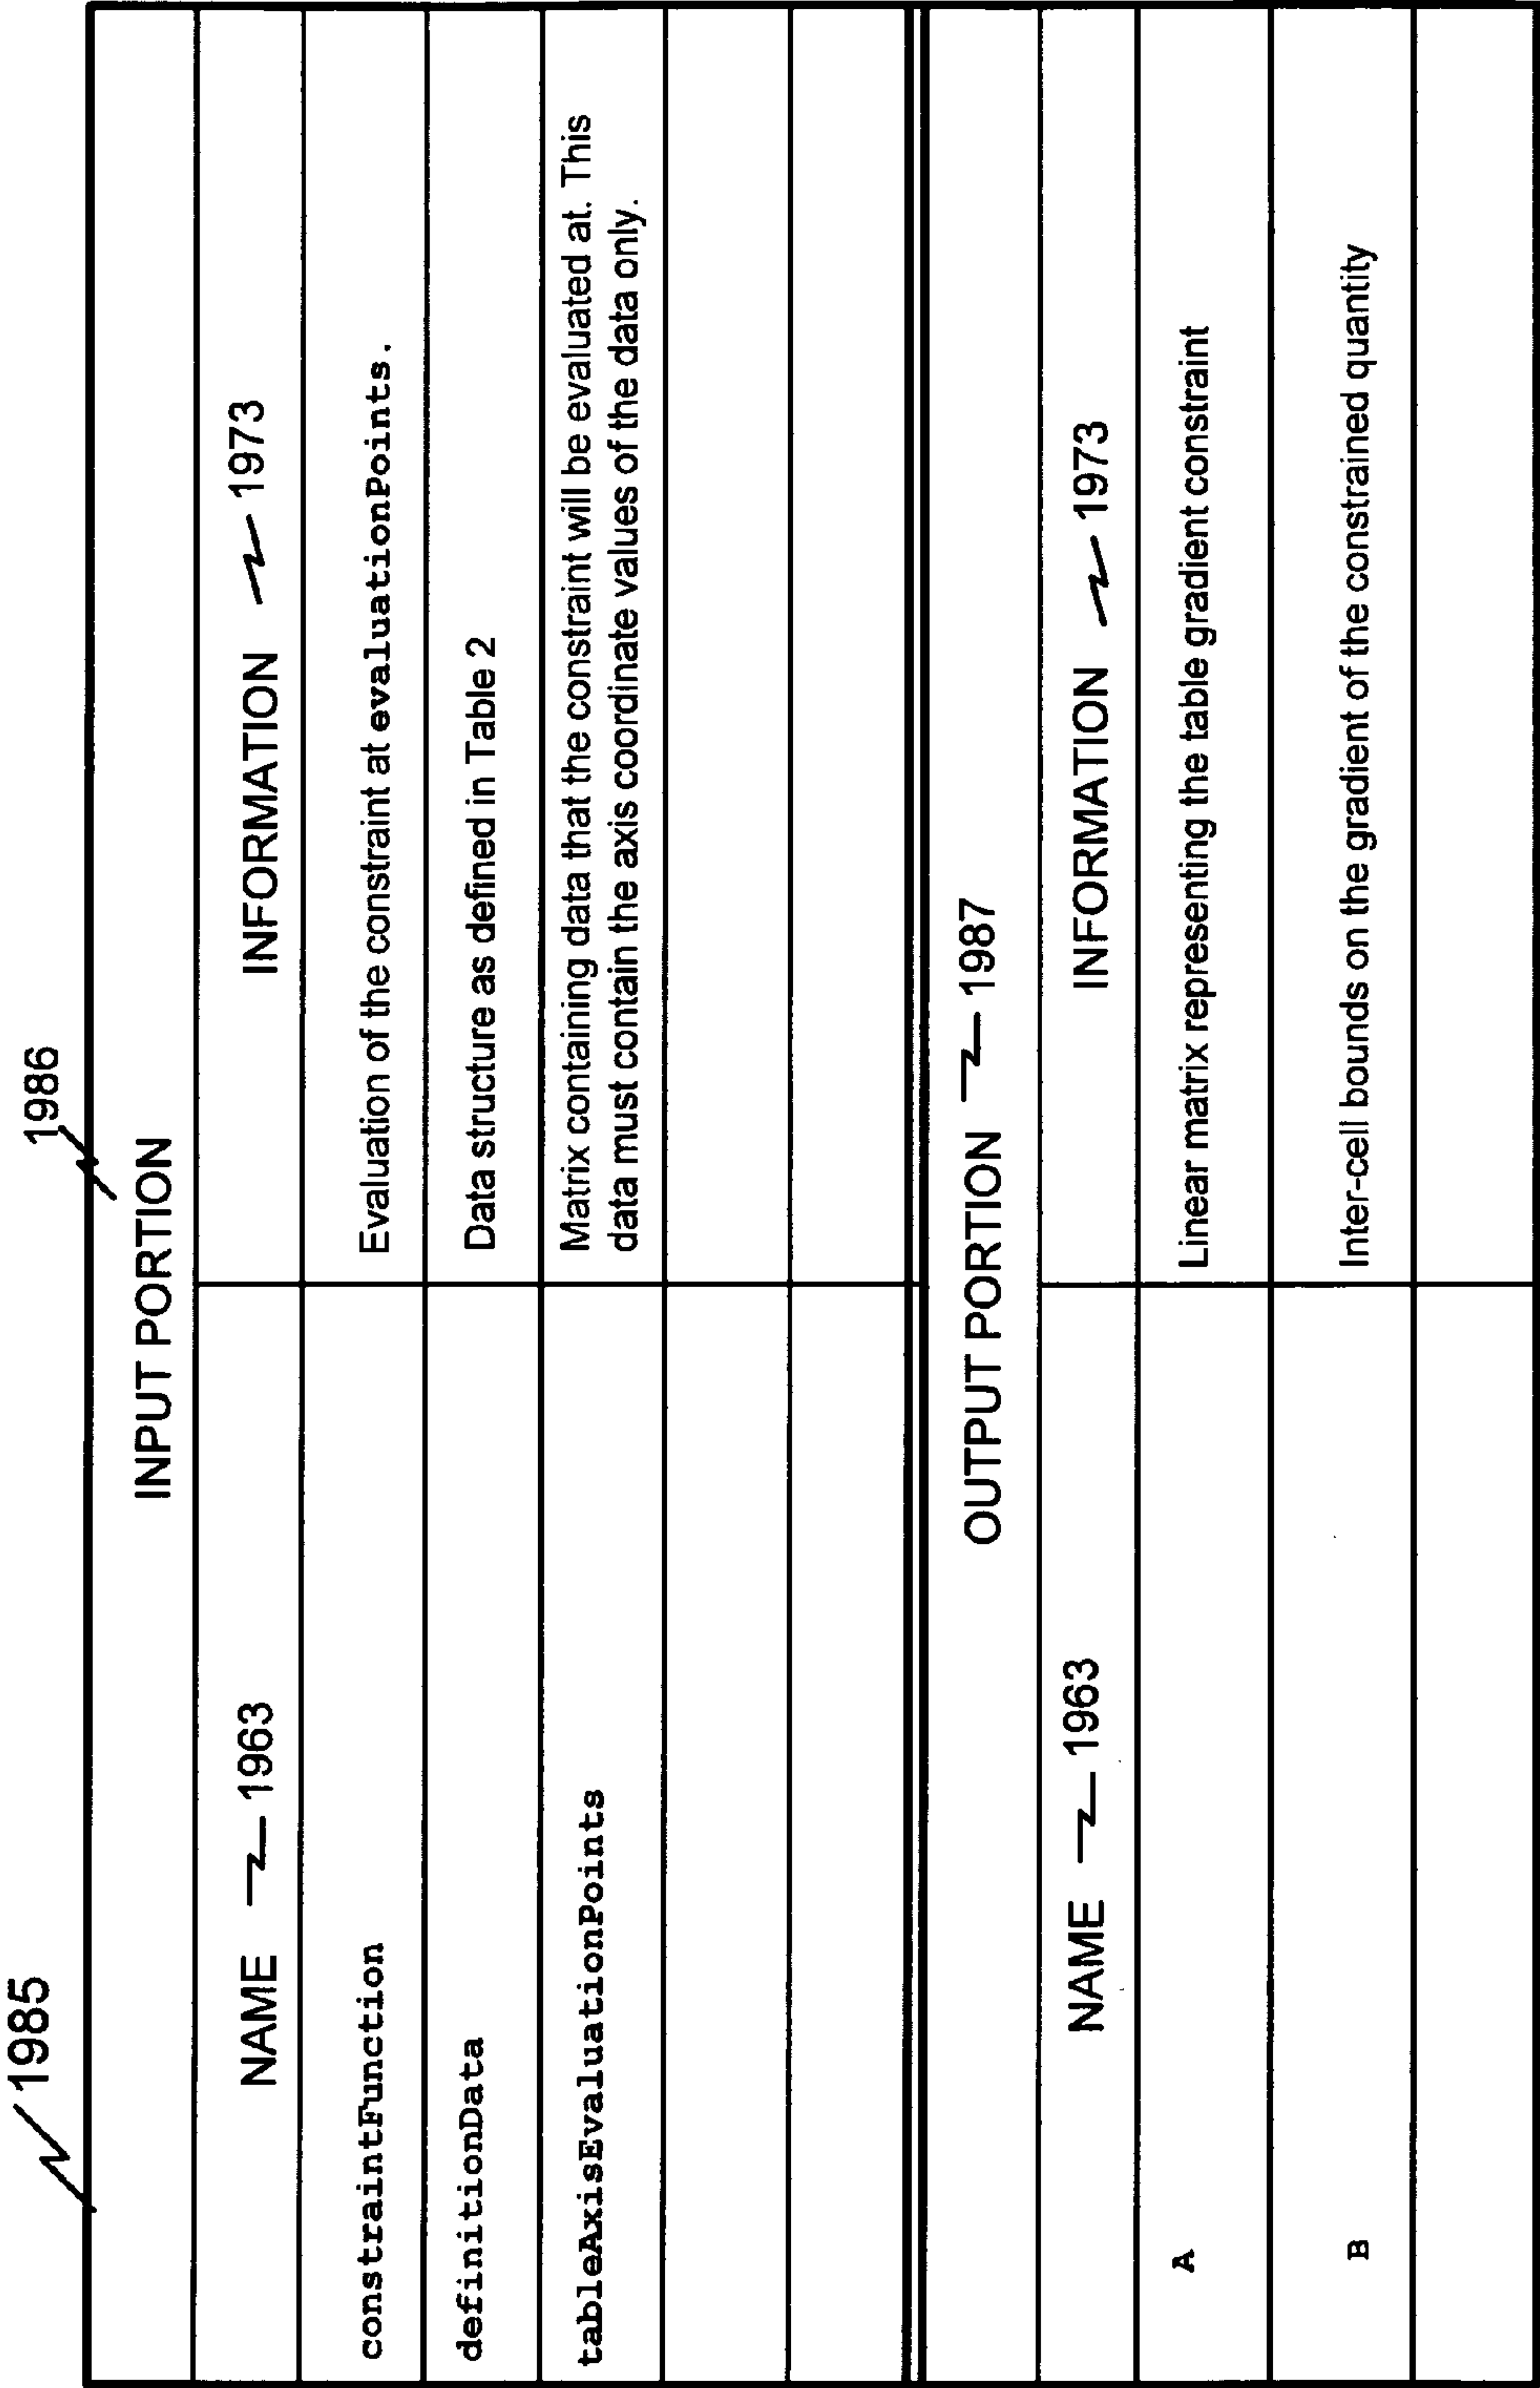 1985
1986
INPUT PORTION
NAME 1963
INFORMATION 1973
constraintFunction
Evaluation of the constraint at evaluationPoints.
definitionData
Data structure as defined in Table 2
tableAxisEvaluationPoints
Matrix containing data that the constraint will be evaluated at. This
data must contain the axis coordinate values of the data only.
OUTPUT PORTION 1987
NAME 1963
INFORMATION 1973
A
Linear matrix representing the table gradient constraint
B
Inter-cell bounds on the gradient of the constrained quantity